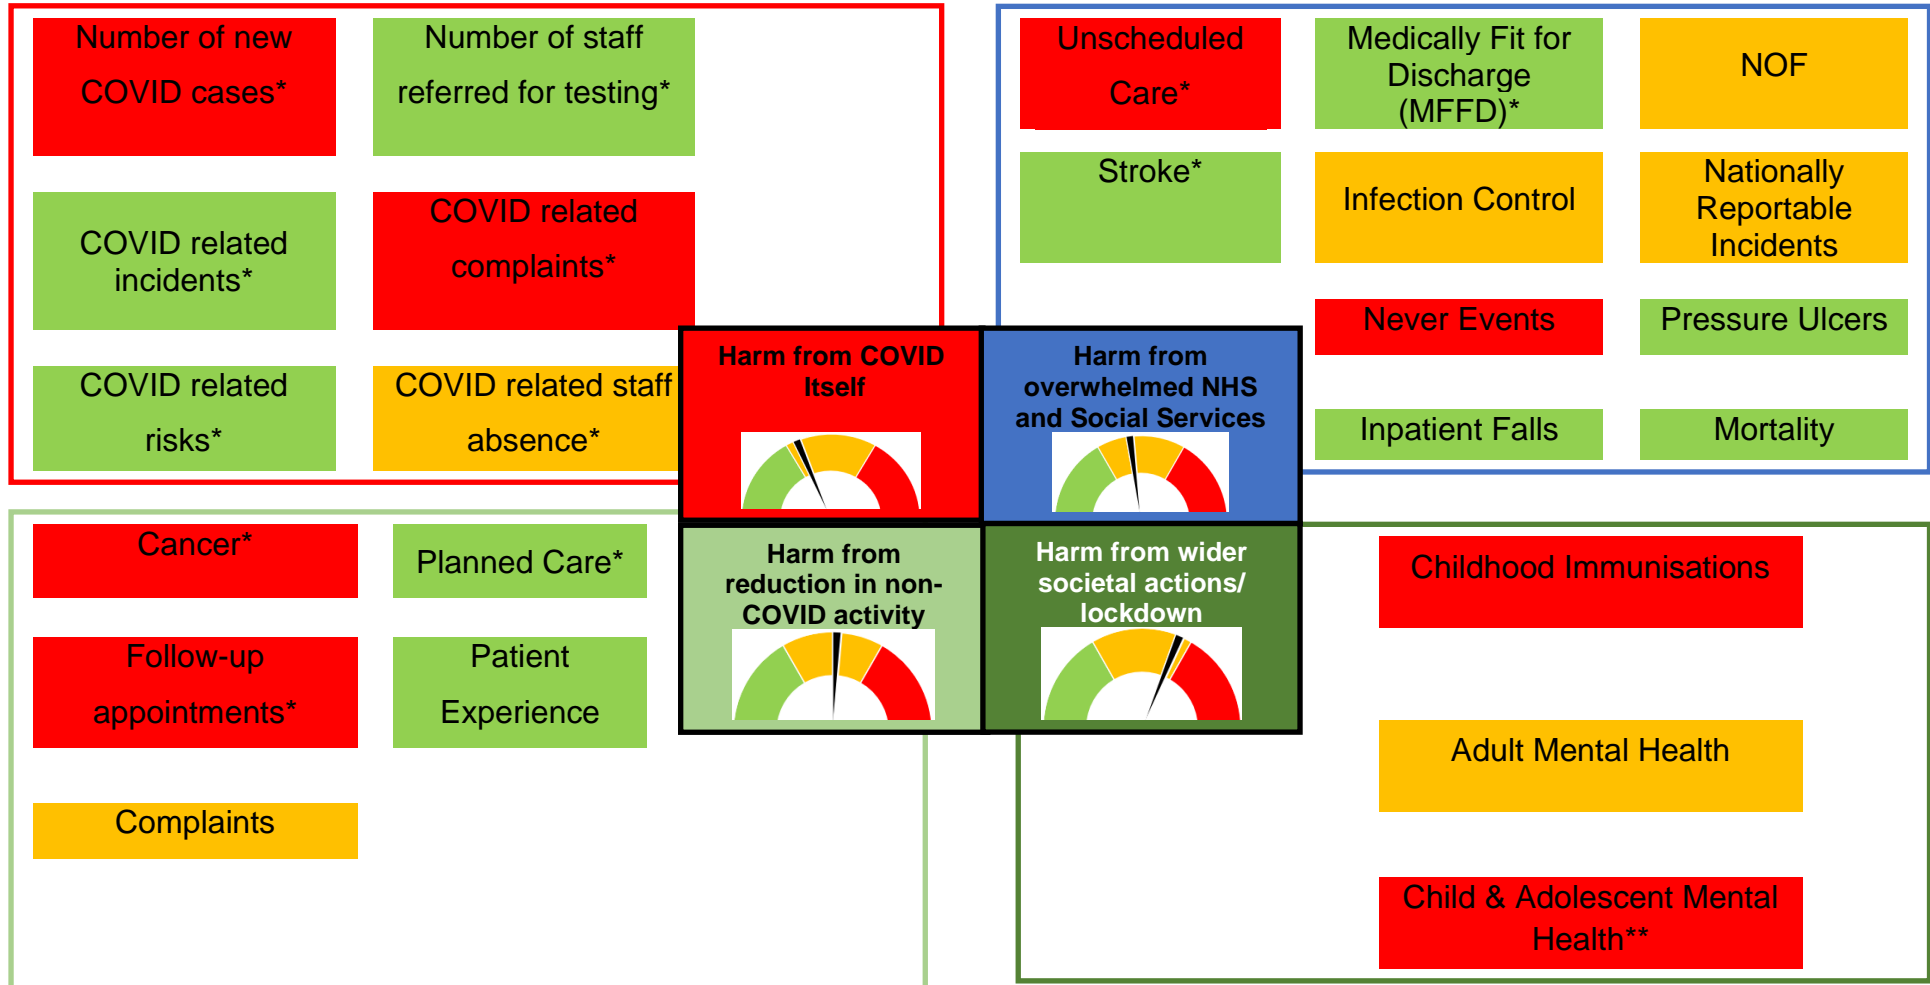 Number of new
COVID cases*
Number of staff
referred for testing*
COVID related
incidents*
COVID related
complaints*
COVID related
risks*
COVID related staff
absence*
Unscheduled
Care*
Medically Fit for
Discharge
(MFFD)*
NOF
Stroke*
Infection Control
Nationally
Reportable
Incidents
Never Events
Pressure Ulcers
Inpatient Falls
Mortality
Harm from COVID
Itself
Harm from
overwhelmed NHS
and Social Services
Harm from
reduction in non-
COVID activity
Harm from wider
societal actions/
lockdown
Cancer*
Planned Care*
Follow-up
appointments*
Patient
Experience
Complaints
Childhood Immunisations
Adult Mental Health
Child & Adolescent Mental
Health**